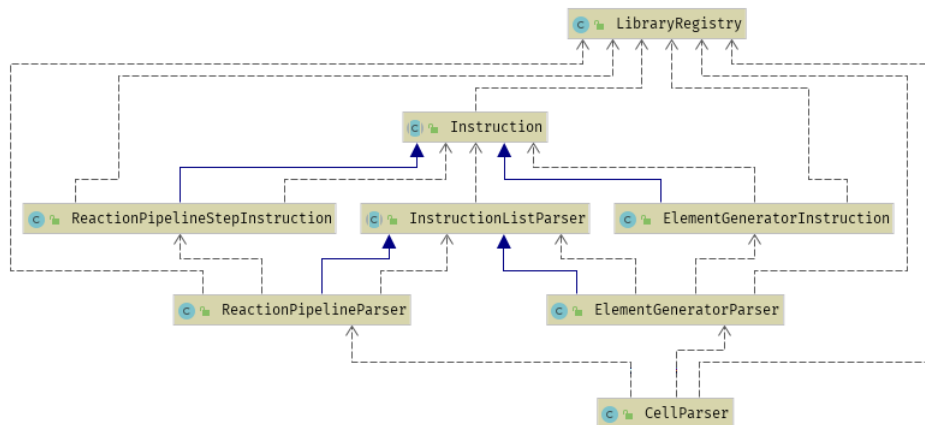 LibraryRegistry
Instruction
ReactionPipelineStepInstruction
InstructionListParser
ElementGeneratorInstruction
ReactionPipelineParser
ElementGeneratorParser
CellParser